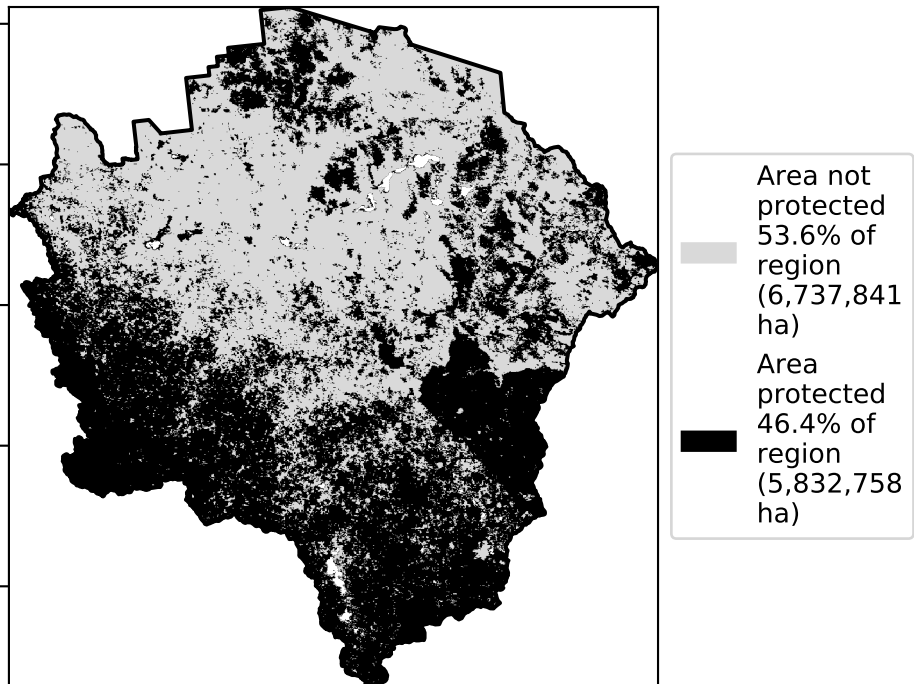 Area not
protected
53.6% of
region
(6,737,841
ha)
Area
protected
46.4% of
region
(5,832,758
ha)